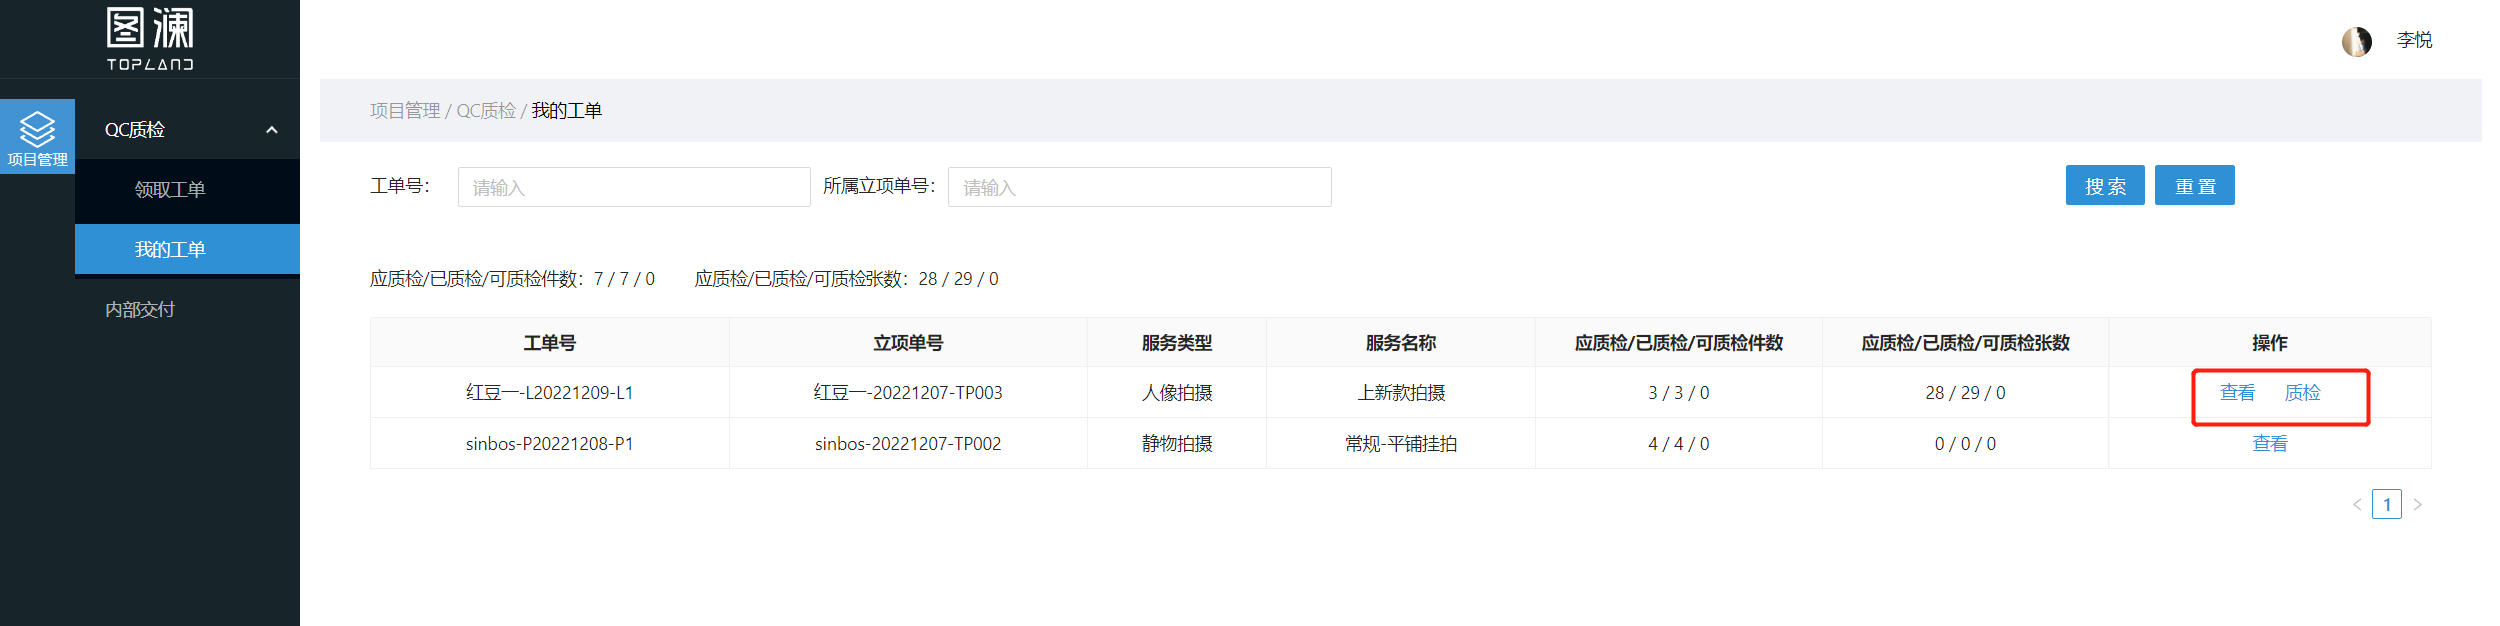 图澜
TOPLAND
李悦
项目管理
QC质检
领取工单
我的工单
内部交付
项目管理 / QC质检 / 我的工单
工单号： 请输入 所属立项单号： 请输入 搜 索 重 置
应质检/已质检/可质检件数：7 / 7 / 0 应质检/已质检/可质检张数：28 / 29 / 0
工单号 立项单号 服务类型 服务名称 应质检/已质检/可质检件数 应质检/已质检/可质检张数 操作
红豆一-L20221209-L1 红豆一-20221207-TP003 人像拍摄 上新款拍摄 3 / 3 / 0 28 / 29 / 0 查看 质检
sinbos-P20221208-P1 sinbos-20221207-TP002 静物拍摄 常规-平铺挂拍 4 / 4 / 0 0 / 0 / 0 查看
< 1 >